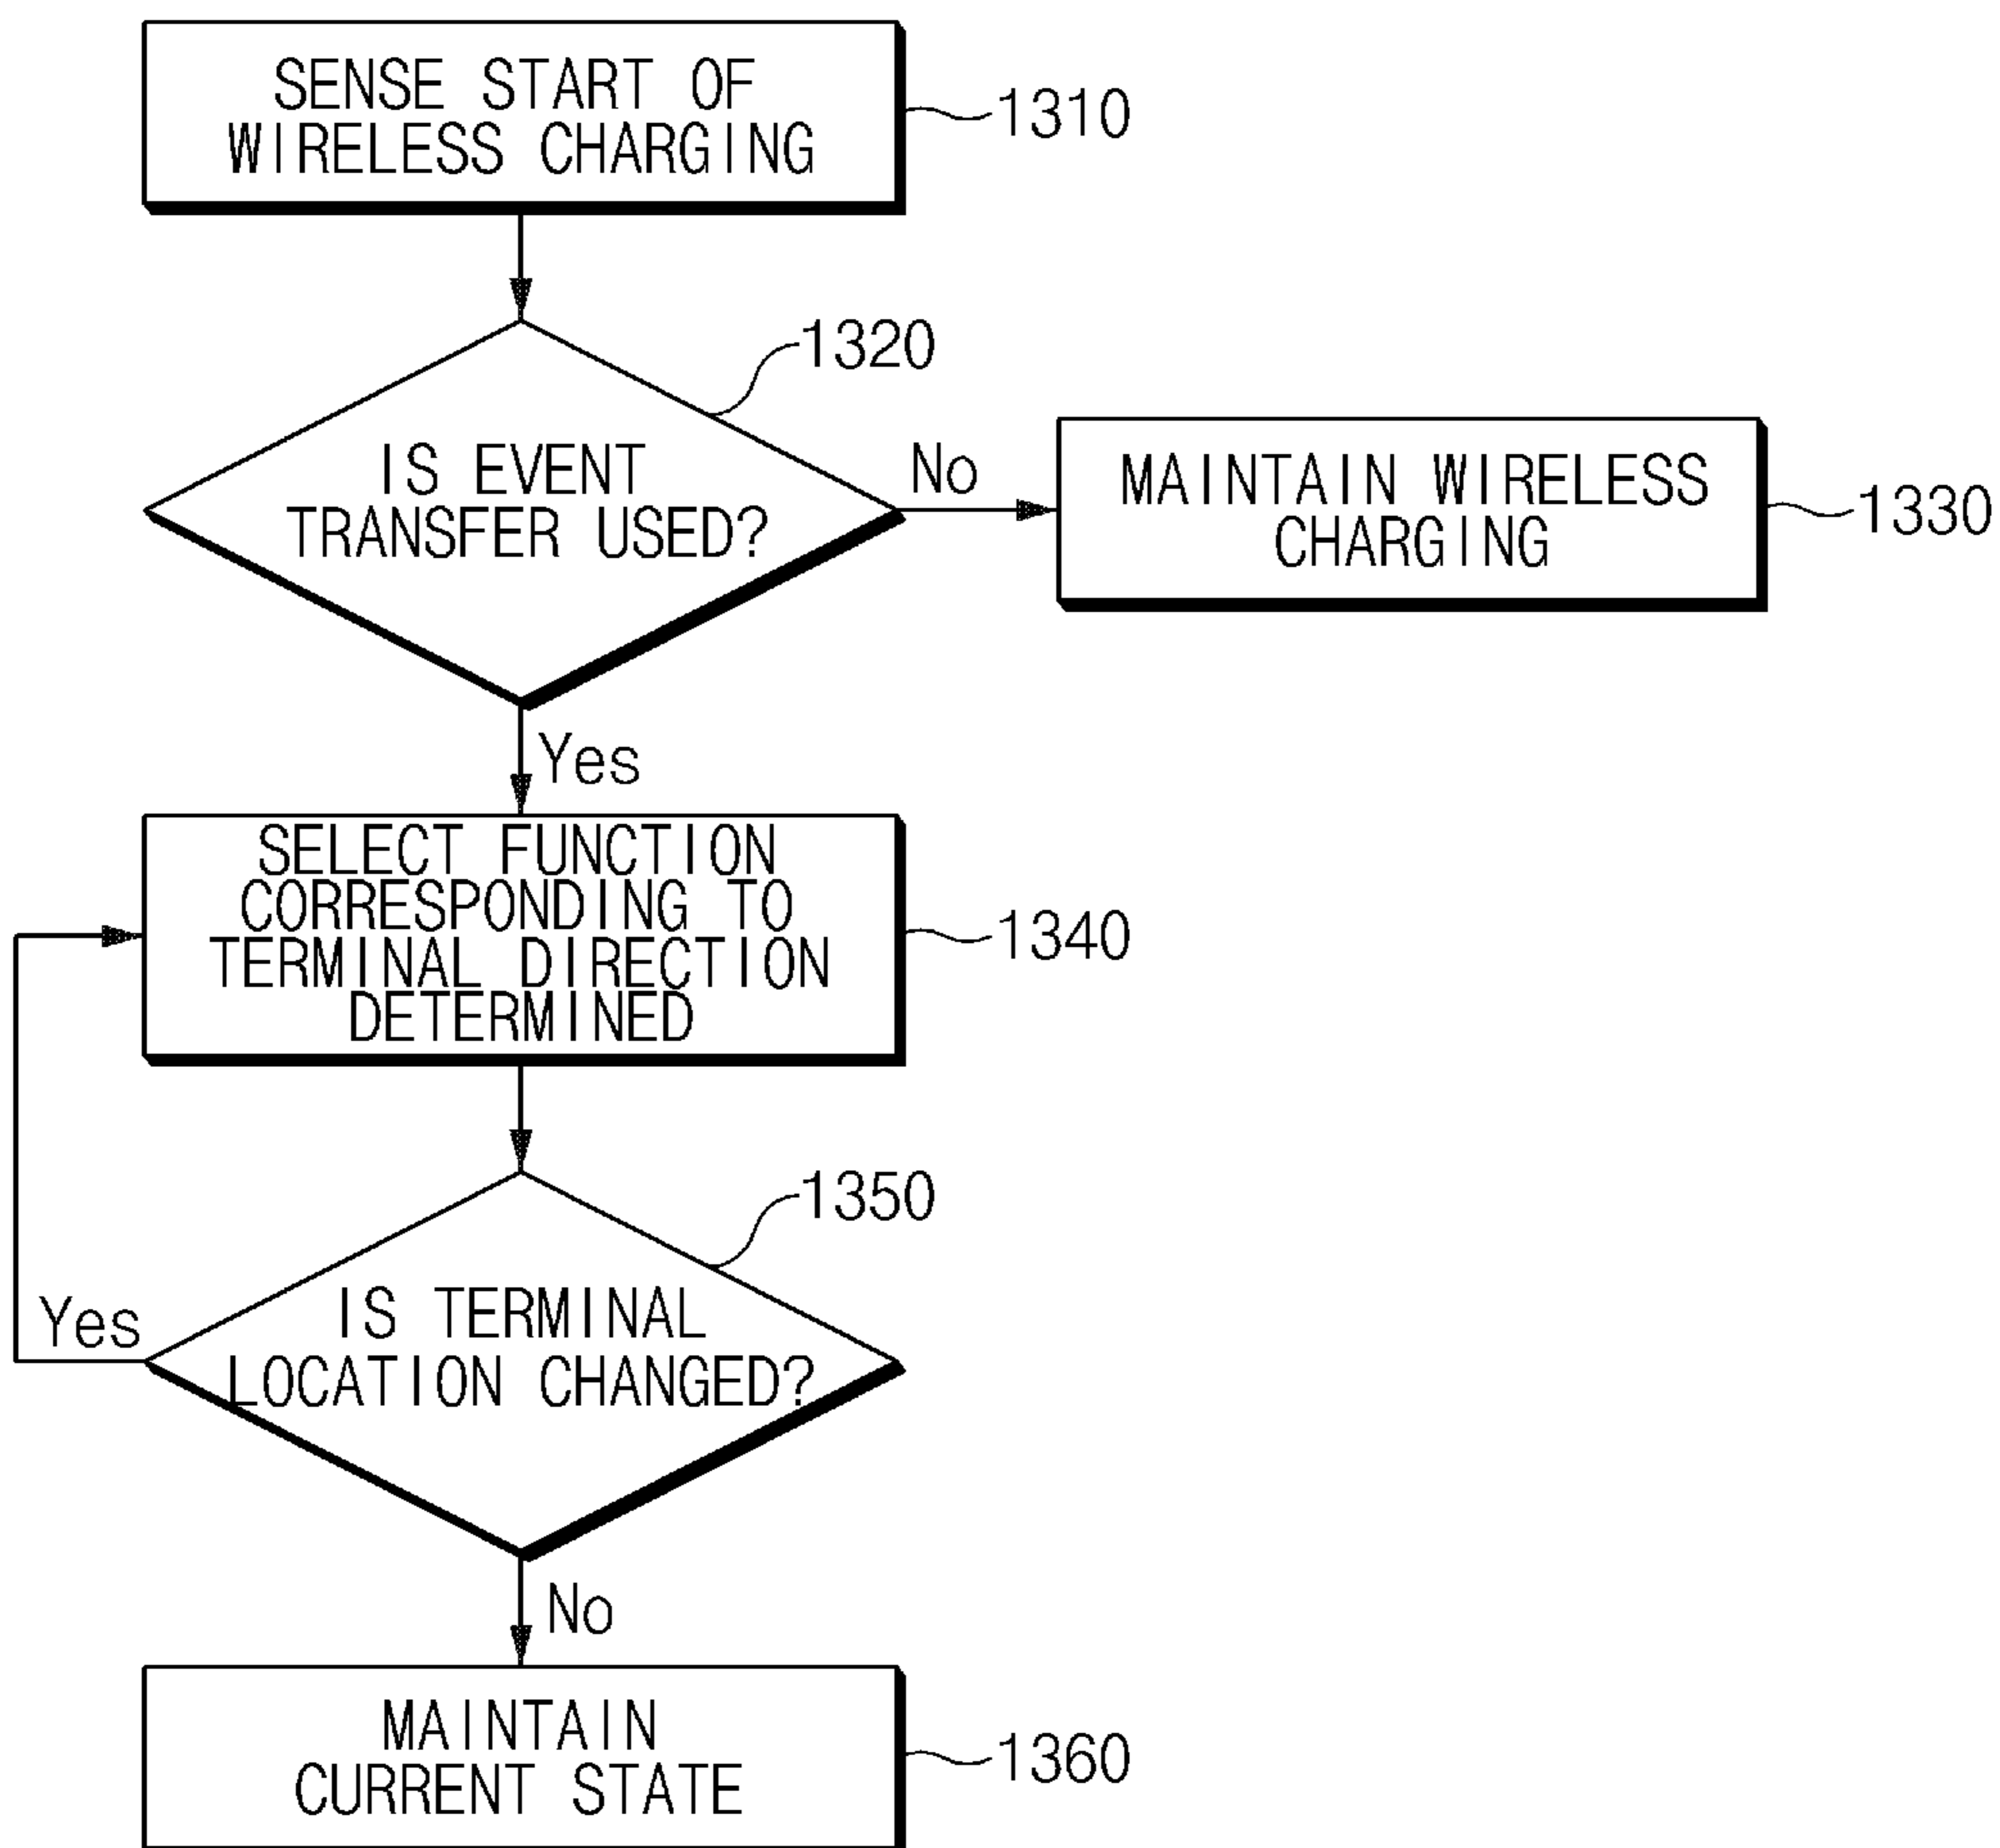 SENSE START OF
WIRELESS CHARGING
1310
1320
IS EVENT
TRANSFER USED?
No
MAINTAIN WIRELESS
CHARGING
1330
Yes
SELECT FUNCTION
CORRESPONDING TO
TERMINAL DIRECTION
DETERMINED
1340
1350
IS TERMINAL
LOCATION CHANGED?
Yes
No
MAINTAIN
CURRENT STATE
1360